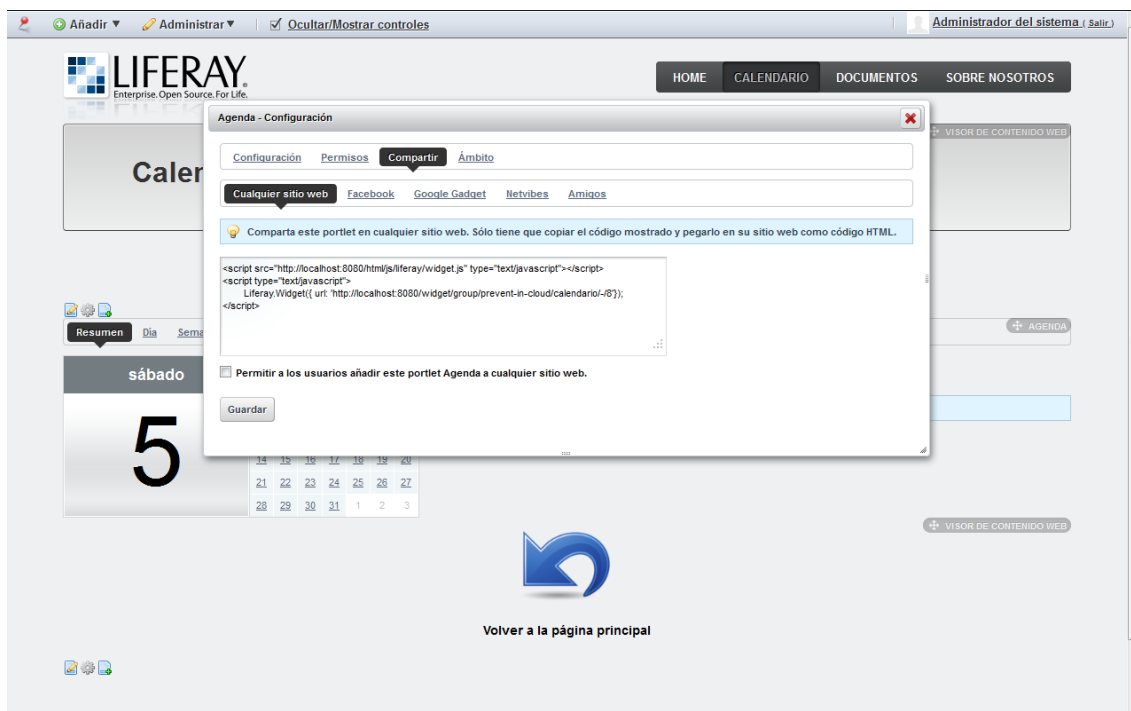 Añadir ▼ Administrar ▼ Ocultar/Mostrar controles Administrador del sistema ( Salir )
LIFERAY.
Enterprise. Open Source. For Life.
HOME CALENDARIO DOCUMENTOS SOBRE NOSOTROS
Agenda - Configuración
VISOR DE CONTENIDO WEB
Configuración Permisos Compartir Ámbito
Caler
Cualquier sitio web Facebook Google Gadget Netvibes Amigos
Comparta este portlet en cualquier sitio web. Sólo tiene que copiar el código mostrado y pegarlo en su sitio web como código HTML.
<script src="http://localhost:8080/html/js/liferay/widget.js" type="text/javascript"></script>
<script type="text/javascript">
Liferay.Widget({ url: 'http://localhost:8080/widget/group/prevent-in-cloud/calendario/-/8'});
</script>
Resumen Día Sema
AGENDA
sábado
Permitir a los usuarios añadir este portlet Agenda a cualquier sitio web.
Guardar
5
14 15 16 17 18 19 20
21 22 23 24 25 26 27
28 29 30 31 1 2 3
VISOR DE CONTENIDO WEB
Volver a la página principal